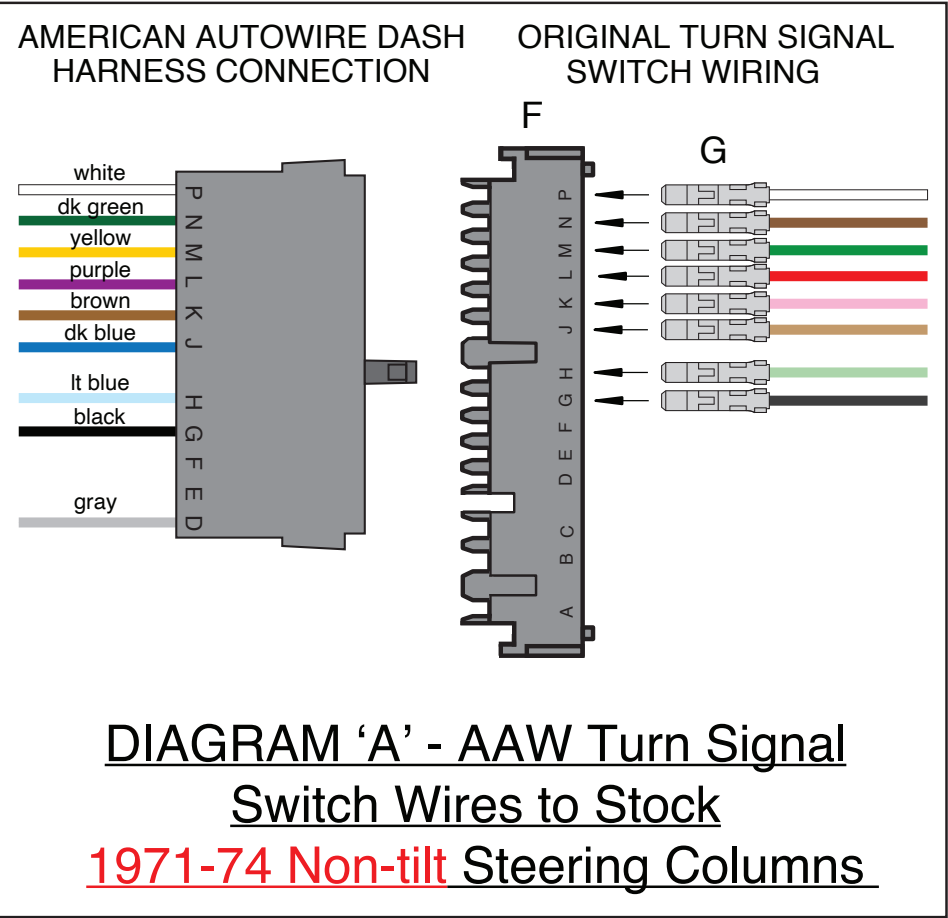 AMERICAN AUTOWIRE DASH
HARNESS CONNECTION
ORIGINAL TURN SIGNAL
SWITCH WIRING
F
G
white
dk green
yellow
purple
brown
dk blue
lt blue
black
gray
P
N
M
L
K
J
H
G
F
E
D
P
N
M
L
K
J
H
G
F
E
D
C
B
A
DIAGRAM ‘A’ - AAW Turn Signal
Switch Wires to Stock
1971-74 Non-tilt Steering Columns